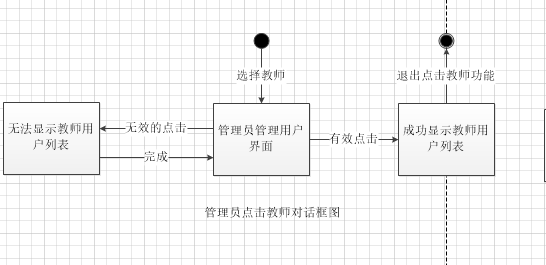 选择教师
退出点击教师功能
无法显示教师用
户列表
无效的点击
完成
管理员管理用户
界面
有效点击
成功显示教师用
户列表
管理员点击教师对话框图